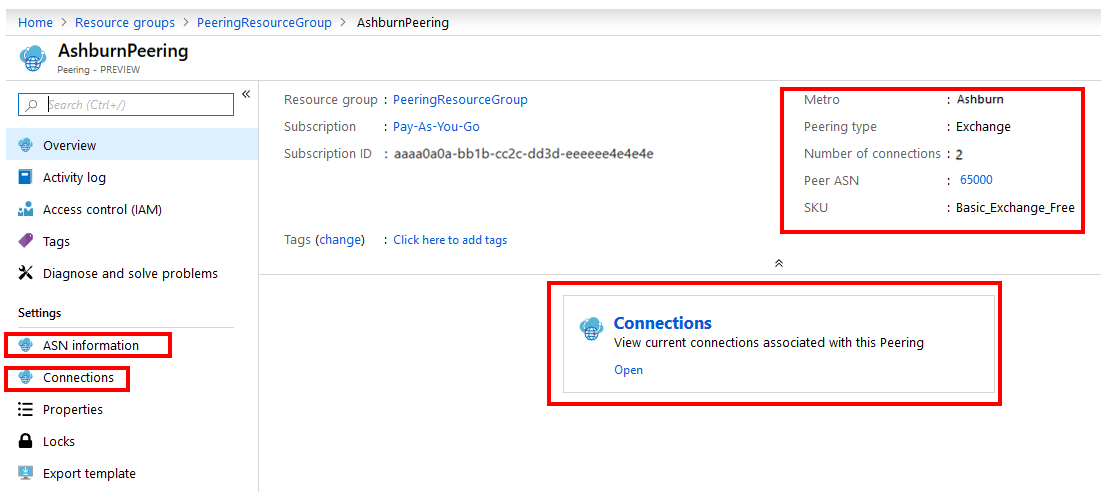 Home > Resource groups > PeeringResourceGroup > AshburnPeering
AshburnPeering
Peering - PREVIEW
Search (Ctrl+/)
«
Overview
Activity log
Access control (IAM)
Tags
Diagnose and solve problems
Settings
ASN information
Connections
Properties
Locks
Export template
Resource group : PeeringResourceGroup
Subscription : Pay-As-You-Go
Subscription ID : aaaa0a0a-bb1b-cc2c-dd3d-eeeeee4e4e4e
Tags (change) : Click here to add tags
Metro : Ashburn
Peering type : Exchange
Number of connections : 2
Peer ASN : 65000
SKU : Basic_Exchange_Free
Connections
View current connections associated with this Peering
Open